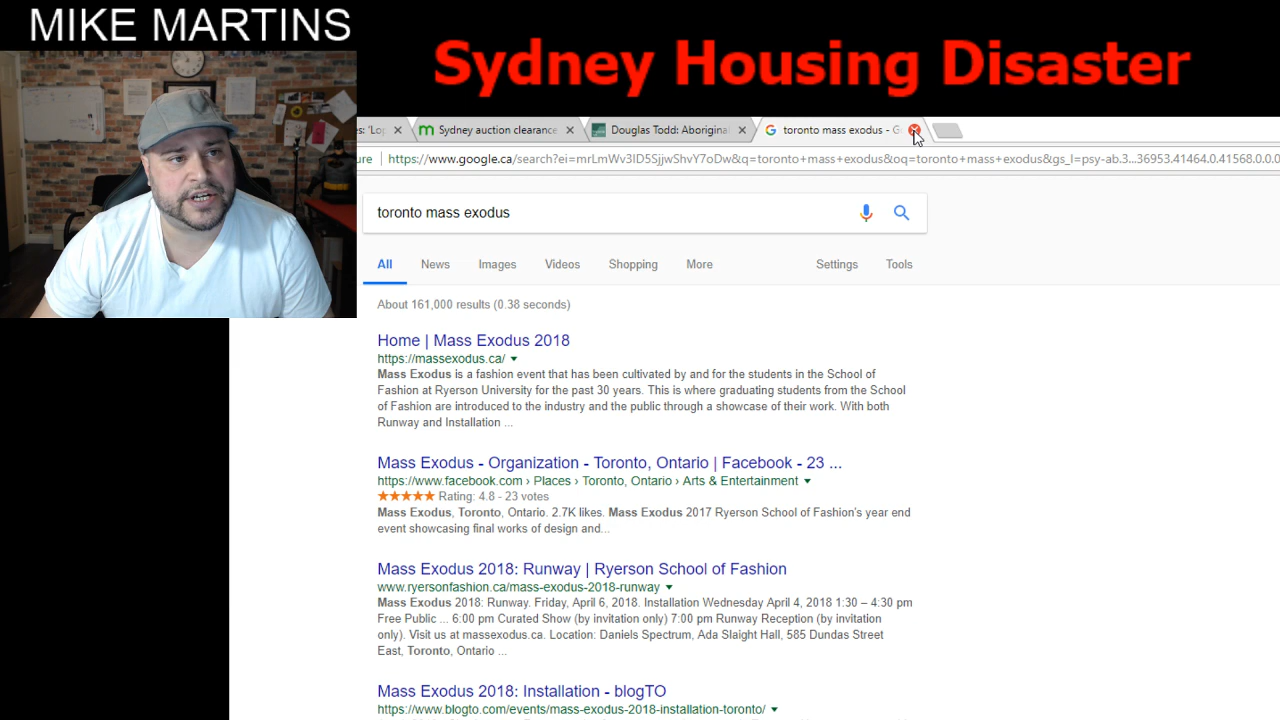 MIKE MARTINS
Sydney Housing Disaster
es: 'Lop
Sydney auction clearance
Douglas Todd: Aborigina
toronto mass exodus - G
ure https://www.google.ca/search?ei=mrLmWv3ID5SjjwShvY7oDw&q=toronto+mass+exodus&oq=toronto+mass+exodus&gs_l=psy-ab.3...36953.41464.0.41568.0.0.0
toronto mass exodus
All News Images Videos Shopping More Settings Tools
About 161,000 results (0.38 seconds)
Home | Mass Exodus 2018
https://massexodus.ca/
Mass Exodus is a fashion event that has been cultivated by and for the students in the School of
Fashion at Ryerson University for the past 30 years. This is where graduating students from the School
of Fashion are introduced to the industry and the public through a showcase of their work. With both
Runway and Installation ...
Mass Exodus - Organization - Toronto, Ontario | Facebook - 23 ...
https://www.facebook.com › Places › Toronto, Ontario › Arts & Entertainment
Rating: 4.8 - 23 votes
Mass Exodus, Toronto, Ontario. 2.7K likes. Mass Exodus 2017 Ryerson School of Fashion's year end
event showcasing final works of design and...
Mass Exodus 2018: Runway | Ryerson School of Fashion
www.ryersonfashion.ca/mass-exodus-2018-runway
Mass Exodus 2018: Runway. Friday, April 6, 2018. Installation Wednesday April 4, 2018 1:30 – 4:30 pm
Free Public ... 6:00 pm Curated Show (by invitation only) 7:00 pm Runway Reception (by invitation
only). Visit us at massexodus.ca. Location: Daniels Spectrum, Ada Slaight Hall, 585 Dundas Street
East, Toronto, Ontario ...
Mass Exodus 2018: Installation - blogTO
https://www.blogto.com/events/mass-exodus-2018-installation-toronto/